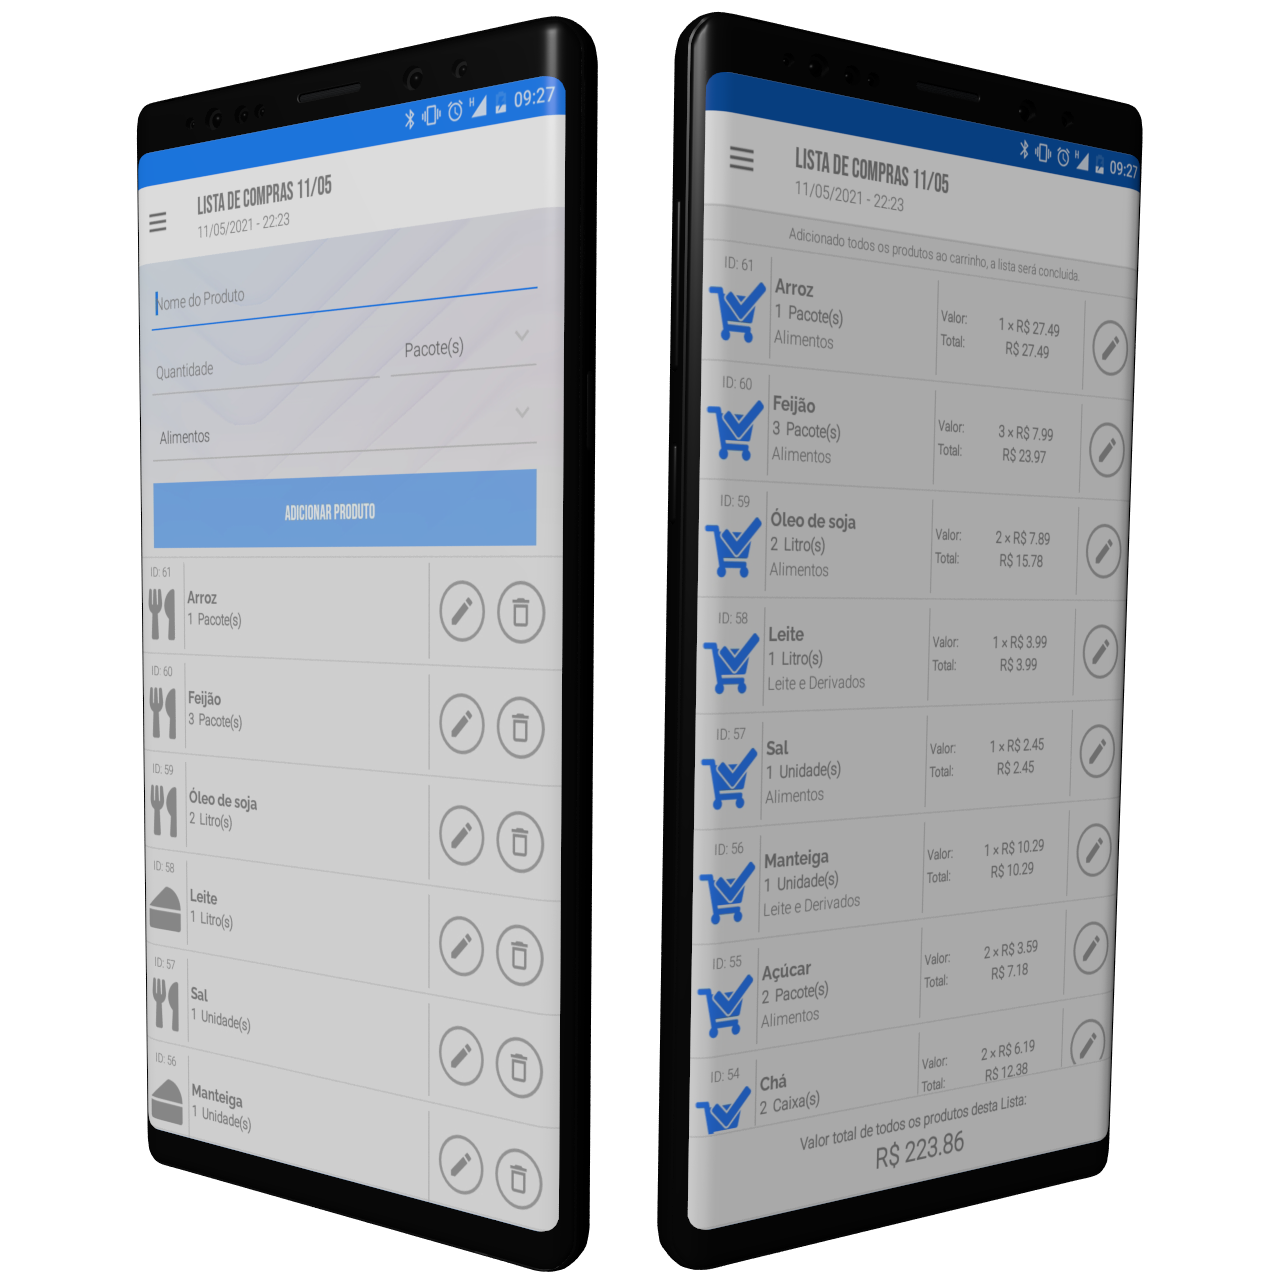 09:27
LISTA DE COMPRAS 11/05
11/05/2021 - 22:23
Nome do Produto
Quantidade
Pacote(s)
Alimentos
ADICIONAR PRODUTO
ID: 61
Arroz
1 Pacote(s)
ID: 60
Feijão
3 Pacote(s)
ID: 59
Óleo de soja
2 Litro(s)
ID: 58
Leite
1 Litro(s)
ID: 57
Sal
1 Unidade(s)
ID: 56
Manteiga
1 Unidade(s)
H
09:27
LISTA DE COMPRAS 11/05
11/05/2021 - 22:23
Adicionado todos os produtos ao carrinho, a lista será concluida.
ID: 61
Arroz
1 Pacote(s)
Alimentos
Valor: 1 × R$ 27.49
Total: R$ 27.49
ID: 60
Feijão
3 Pacote(s)
Alimentos
Valor: 3 × R$ 7.99
Total: R$ 23.97
ID: 59
Óleo de soja
2 Litro(s)
Alimentos
Valor: 2 × R$ 7.89
Total: R$ 15.78
ID: 58
Leite
1 Litro(s)
Leite e Derivados
Valor: 1 × R$ 3.99
Total: R$ 3.99
ID: 57
Sal
1 Unidade(s)
Alimentos
Valor: 1 × R$ 2.45
Total: R$ 2.45
ID: 56
Manteiga
1 Unidade(s)
Leite e Derivados
Valor: 1 × R$ 10.29
Total: R$ 10.29
ID: 55
Açúcar
2 Pacote(s)
Alimentos
Valor: 2 × R$ 3.59
Total: R$ 7.18
ID: 54
Chá
2 Caixa(s)
Valor: 2 × R$ 6.19
Total: R$ 12.38
Valor total de todos os produtos desta Lista:
R$ 223.86